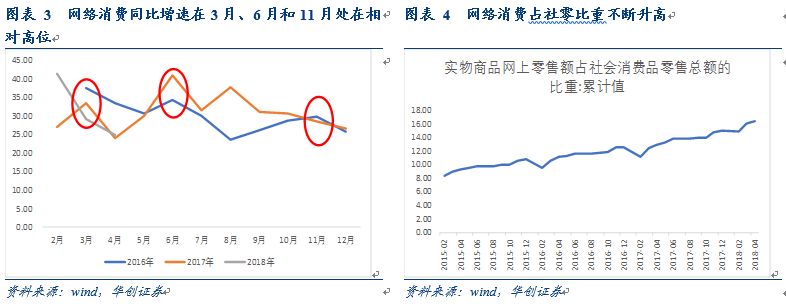 图表 3 网络消费同比增速在 3 月、6 月和 11 月处在相
对高位
45.00
40.00
35.00
30.00
25.00
20.00
15.00
10.00
5.00
0.00
2月 3月 4月 5月 6月 7月 8月 9月 10月 11月 12月
2016年 2017年 2018年
资料来源：wind，华创证券
图表 4 网络消费占社零比重不断升高
实物商品网上零售额占社会消费品零售总额的
比重:累计值
18.00
16.00
14.00
12.00
10.00
8.00
6.00
4.00
2.00
0.00
2015-02 2015-04 2015-06 2015-08 2015-10 2015-12 2016-02 2016-04 2016-06 2016-08 2016-10 2016-12 2017-02 2017-04 2017-06 2017-08 2017-10 2017-12 2018-02 2018-04
资料来源：wind，华创证券